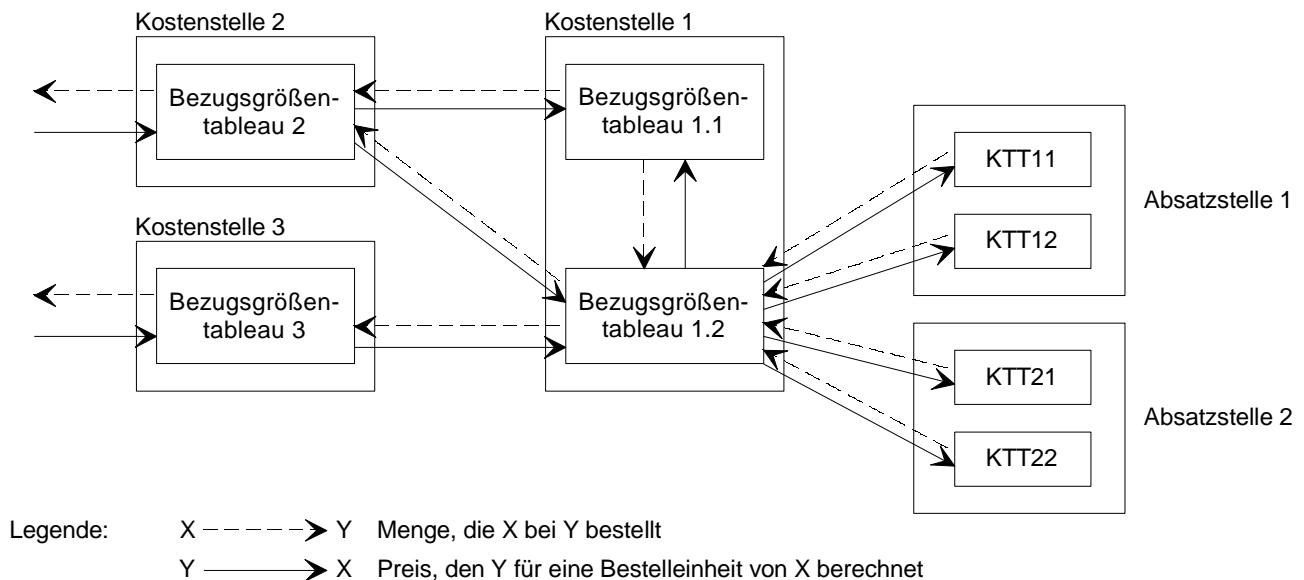 Kostenstelle 2
Kostenstelle 1
Bezugsgrößen-
tableau 2
Bezugsgrößen-
tableau 1.1
KTT11
KTT12
Absatzstelle 1
Kostenstelle 3
Bezugsgrößen-
tableau 3
Bezugsgrößen-
tableau 1.2
KTT21
KTT22
Absatzstelle 2
Legende: X Y Menge, die X bei Y bestellt
Y X Preis, den Y für eine Bestelleinheit von X berechnet